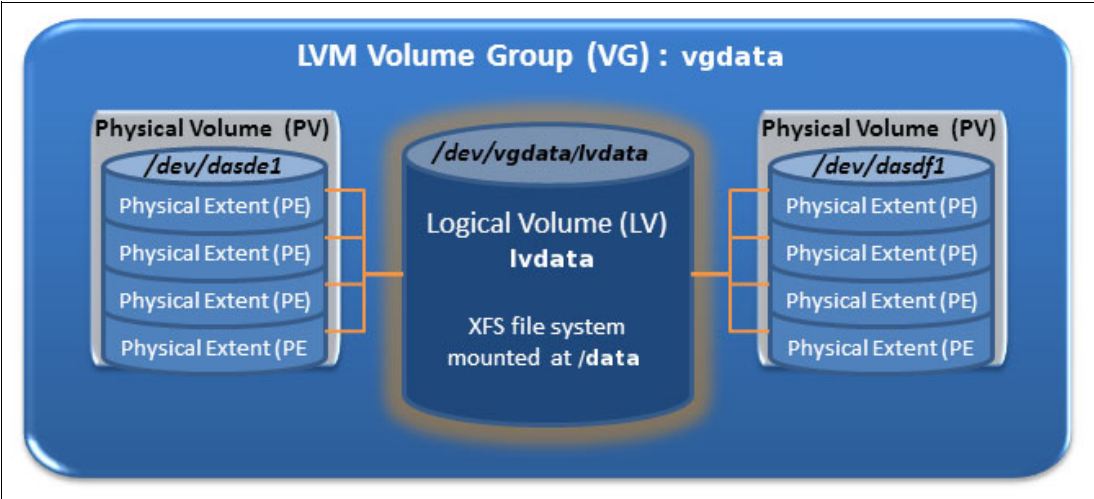 LVM Volume Group (VG) : vgdata
Physical Volume (PV)
/dev/dasde1
Physical Extent (PE)
Physical Extent (PE)
Physical Extent (PE)
Physical Extent (PE
/dev/vgdata/lvdata
Logical Volume (LV)
lvdata
XFS file system
mounted at /data
Physical Volume (PV)
/dev/dasdf1
Physical Extent (PE)
Physical Extent (PE)
Physical Extent (PE)
Physical Extent (PE